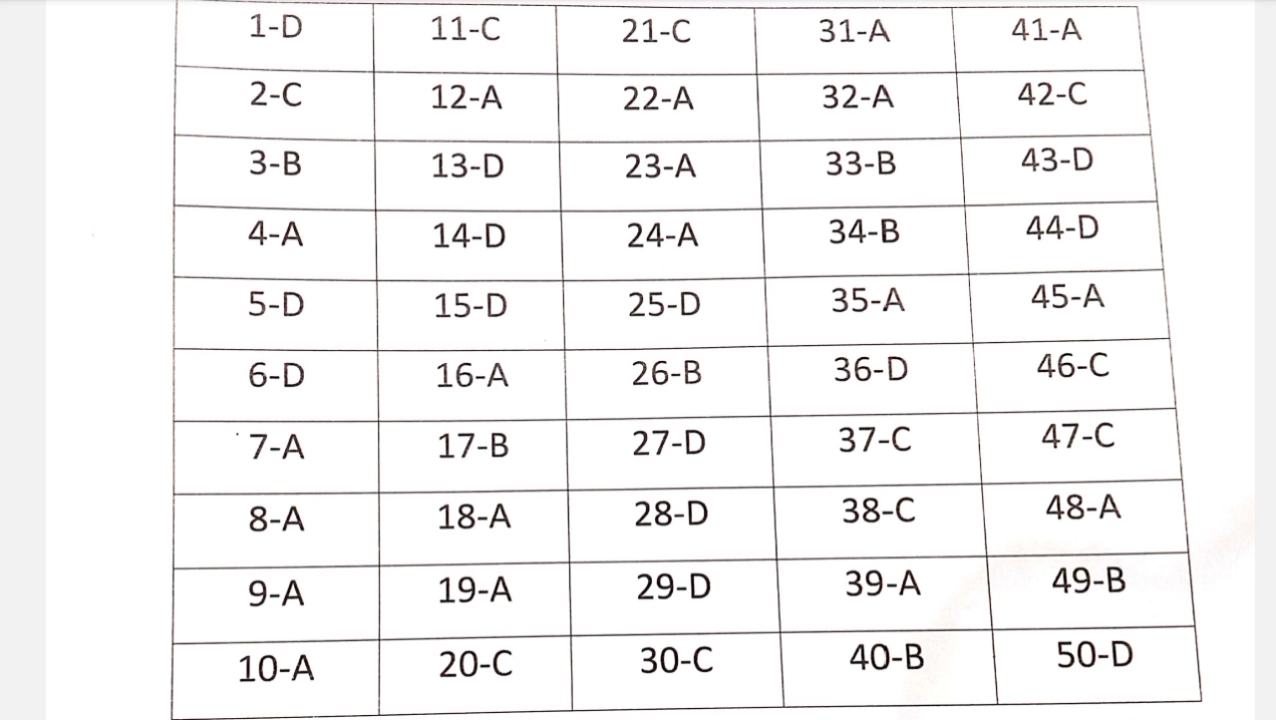 1-D 11-C 21-C 31-A 41-A
2-C 12-A 22-A 32-A 42-C
3-B 13-D 23-A 33-B 43-D
4-A 14-D 24-A 34-B 44-D
5-D 15-D 25-D 35-A 45-A
6-D 16-A 26-B 36-D 46-C
7-A 17-B 27-D 37-C 47-C
8-A 18-A 28-D 38-C 48-A
9-A 19-A 29-D 39-A 49-B
10-A 20-C 30-C 40-B 50-D